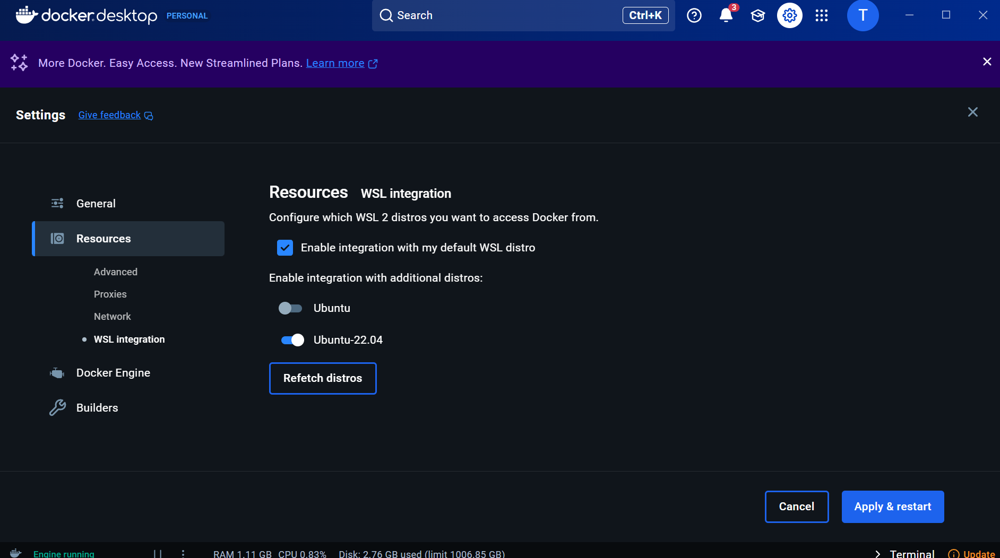 docker desktop PERSONAL
Search
Ctrl+K
3
T
More Docker. Easy Access. New Streamlined Plans. Learn more
Settings
Give feedback
General
Resources
Advanced
Proxies
Network
WSL integration
Docker Engine
Builders
Resources WSL integration
Configure which WSL 2 distros you want to access Docker from.
Enable integration with my default WSL distro
Enable integration with additional distros:
Ubuntu
Ubuntu-22.04
Refetch distros
Cancel
Apply & restart
Engine running
RAM 1.11 GB CPU 0.83% Disk: 2.76 GB used (limit 1006.85 GB)
Terminal
Update